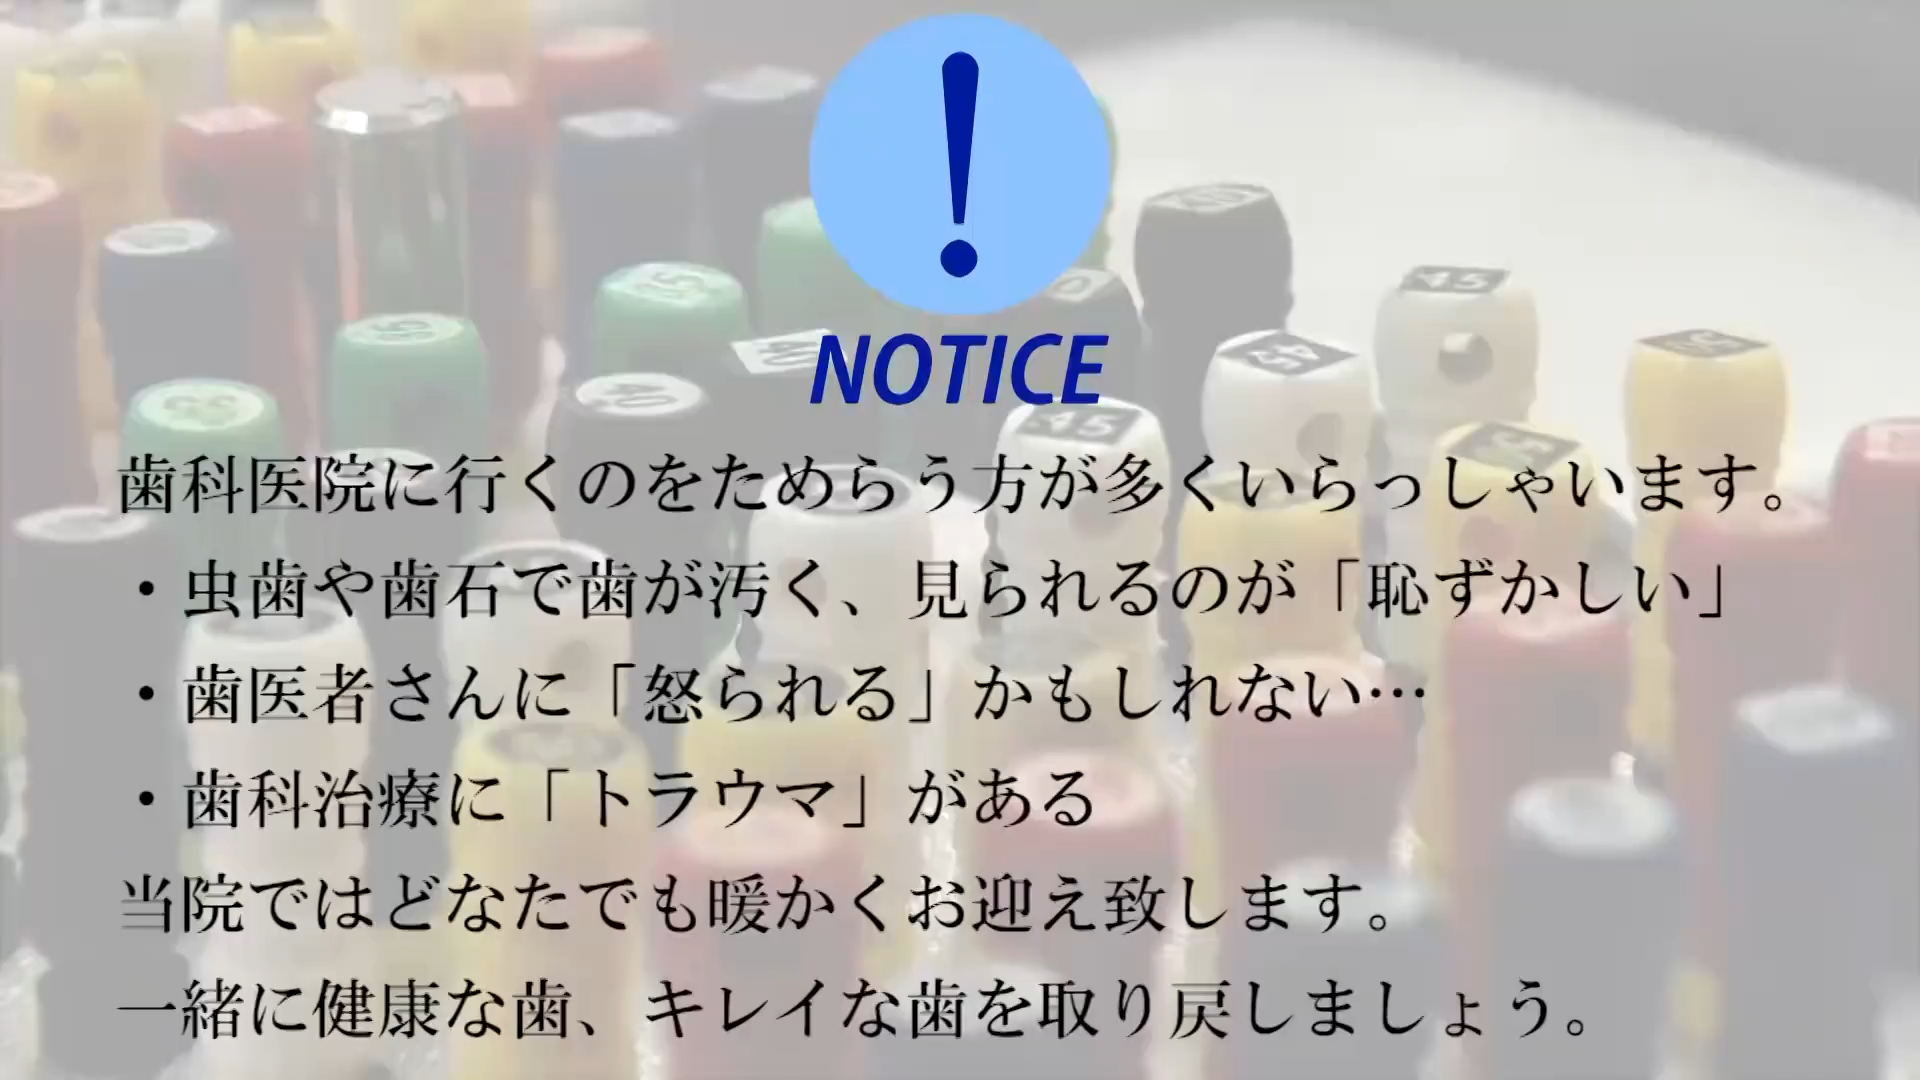 NOTICE
歯科医院に行くのをためらう方が多くいらっしゃいます。
・虫歯や歯石で歯が汚く、見られるのが「恥ずかしい」
・歯医者さんに「怒られる」かもしれない…
・歯科治療に「トラウマ」がある
当院ではどなたでも暖かくお迎え致します。
一緒に健康な歯、キレイな歯を取り戻しましょう。
45
45
45
40
40